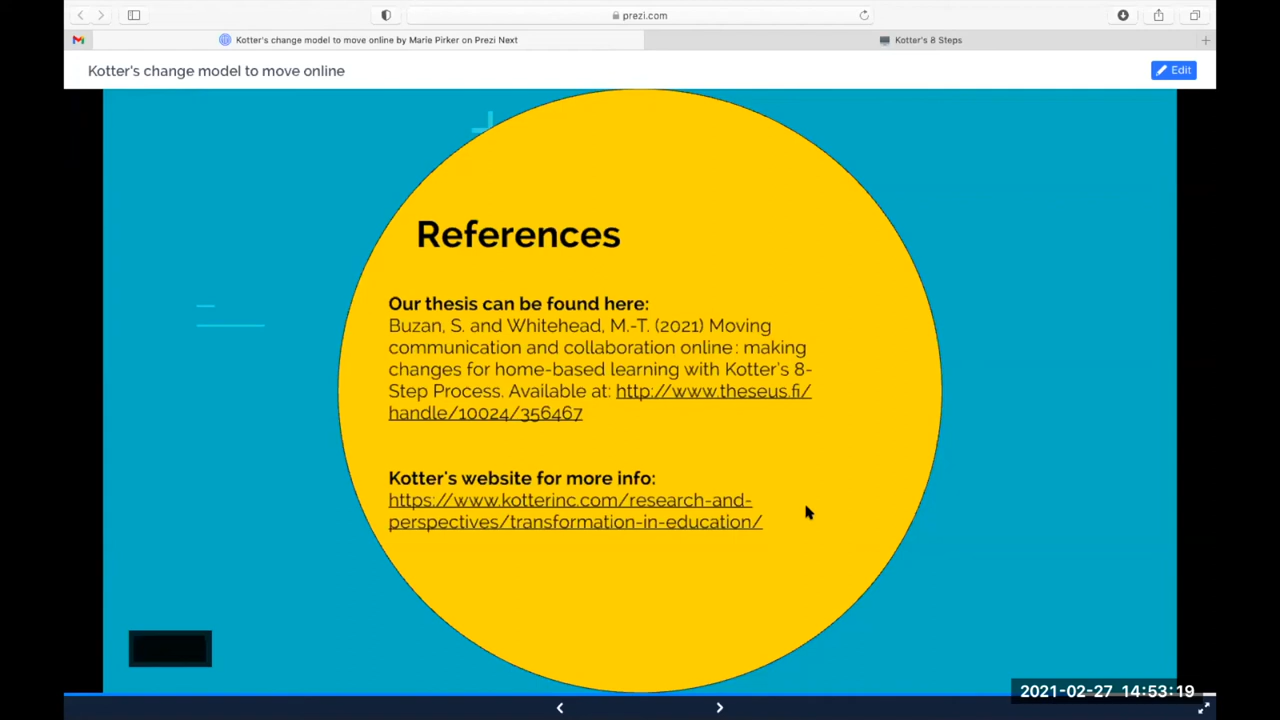 prezi.com
Kotter's change model to move online by Marie Pirker on Prezi Next
Kotter's 8 Steps
Kotter's change model to move online
Edit
References
Our thesis can be found here:
Buzan, S. and Whitehead, M.-T. (2021) Moving
communication and collaboration online : making
changes for home-based learning with Kotter's 8-
Step Process. Available at: http://www.theseus.fi/
handle/10024/356467
Kotter's website for more info:
https://www.kotterinc.com/research-and-
perspectives/transformation-in-education/
2021-02-27 14:53:19